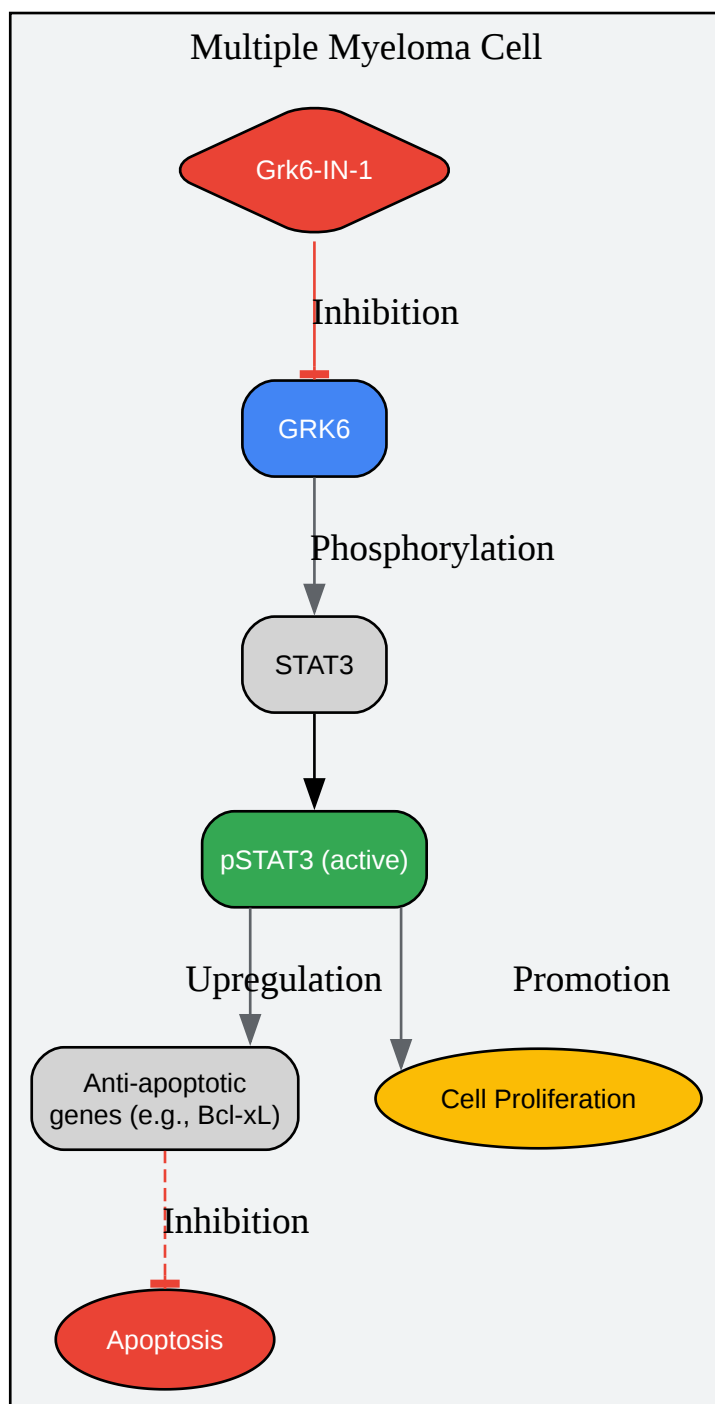 Multiple Myeloma Cell
Grk6-IN-1
Inhibition
GRK6
Phosphorylation
STAT3
pSTAT3 (active)
Upregulation
Promotion
Anti-apoptotic
genes (e.g., Bcl-xL)
Cell Proliferation
Inhibition
Apoptosis